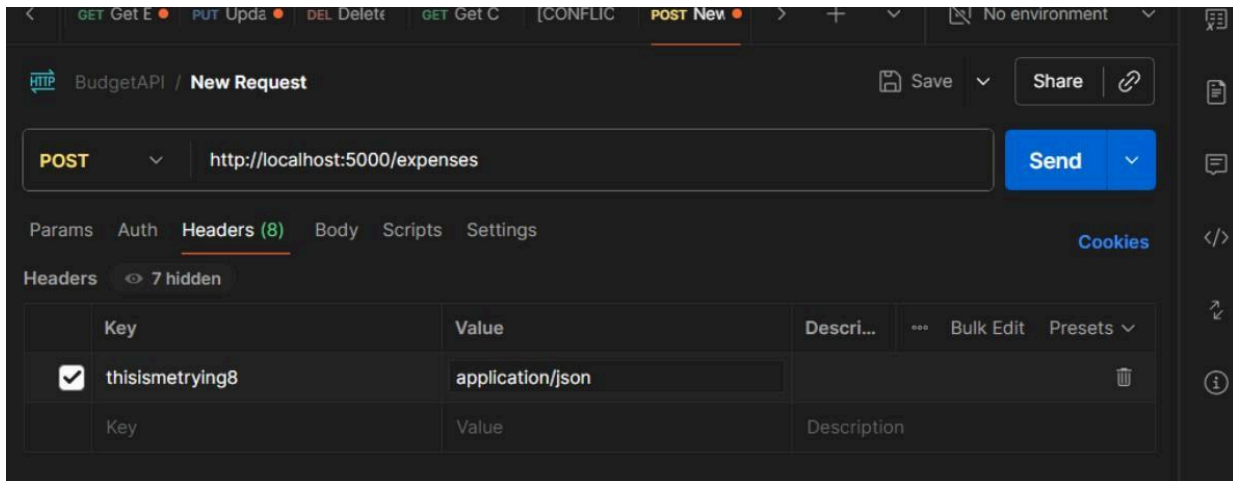 GET Get E PUT Upda DEL Delete GET Get C [CONFLIC POST New No environment
HTTP BudgetAPI / New Request Save Share
POST http://localhost:5000/expenses Send
Params Auth Headers (8) Body Scripts Settings Cookies
Headers 7 hidden
Key Value Descri... Bulk Edit Presets
thisismetrying8 application/json
Key Value Description